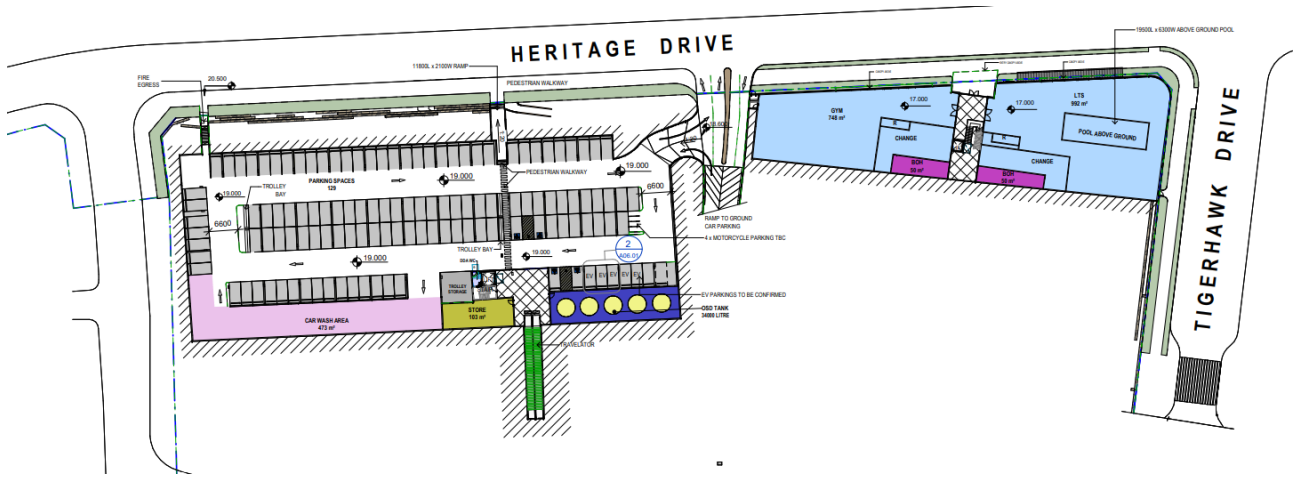 HERITAGE DRIVE
19500L x 6300W ABOVE GROUND POOL
FIRE
EGRESS
20.500
11800L x 2100W RAMP
PEDESTRIAN WALKWAY
GYM
748 m²
17.000
17.000
LTS
992 m²
POOL ABOVE GROUND
R
CHANGE
R
CHANGE
BOH
50 m²
BOH
50 m²
TIGERHAWK DRIVE
PARKING SPACES
129
19.000
19.000
PEDESTRIAN WALKWAY
19.000
TROLLEY
BAY
6600
6600
RAMP TO GROUND
CAR PARKING
4 x MOTORCYCLE PARKING TBC
TROLLEY BAY
2
A06.01
19.000
19.000
TROLLEY
STORAGE
EV
EV
EV
EV
EV
EV PARKINGS TO BE CONFIRMED
OSD TANK
34000 LITRE
STORE
103 m²
CAR WASH AREA
473 m²
TRAVELATOR